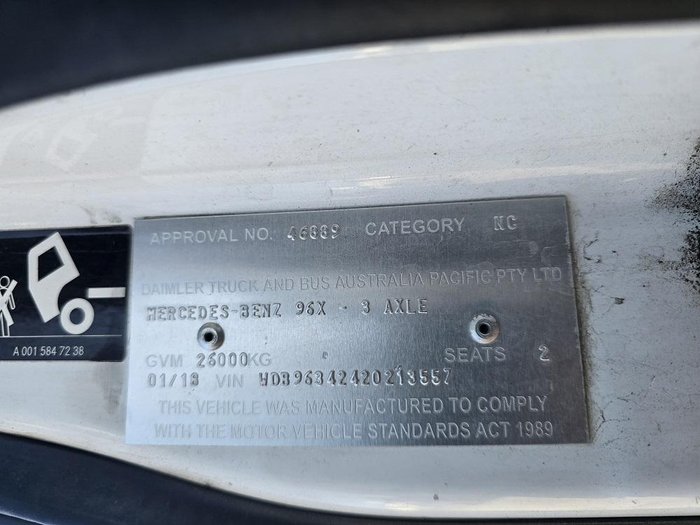 APPROVAL NO. 46889 CATEGORY NC
DAIMLER TRUCK AND BUS AUSTRALIA PACIFIC PTY LTD
MERCEDES-BENZ 96X - 3 AXLE
GVM 26000KG SEATS 2
01/18 VIN WDB96342420213557
THIS VEHICLE WAS MANUFACTURED TO COMPLY
WITH THE MOTOR VEHICLE STANDARDS ACT 1989
A 001 584 72 38